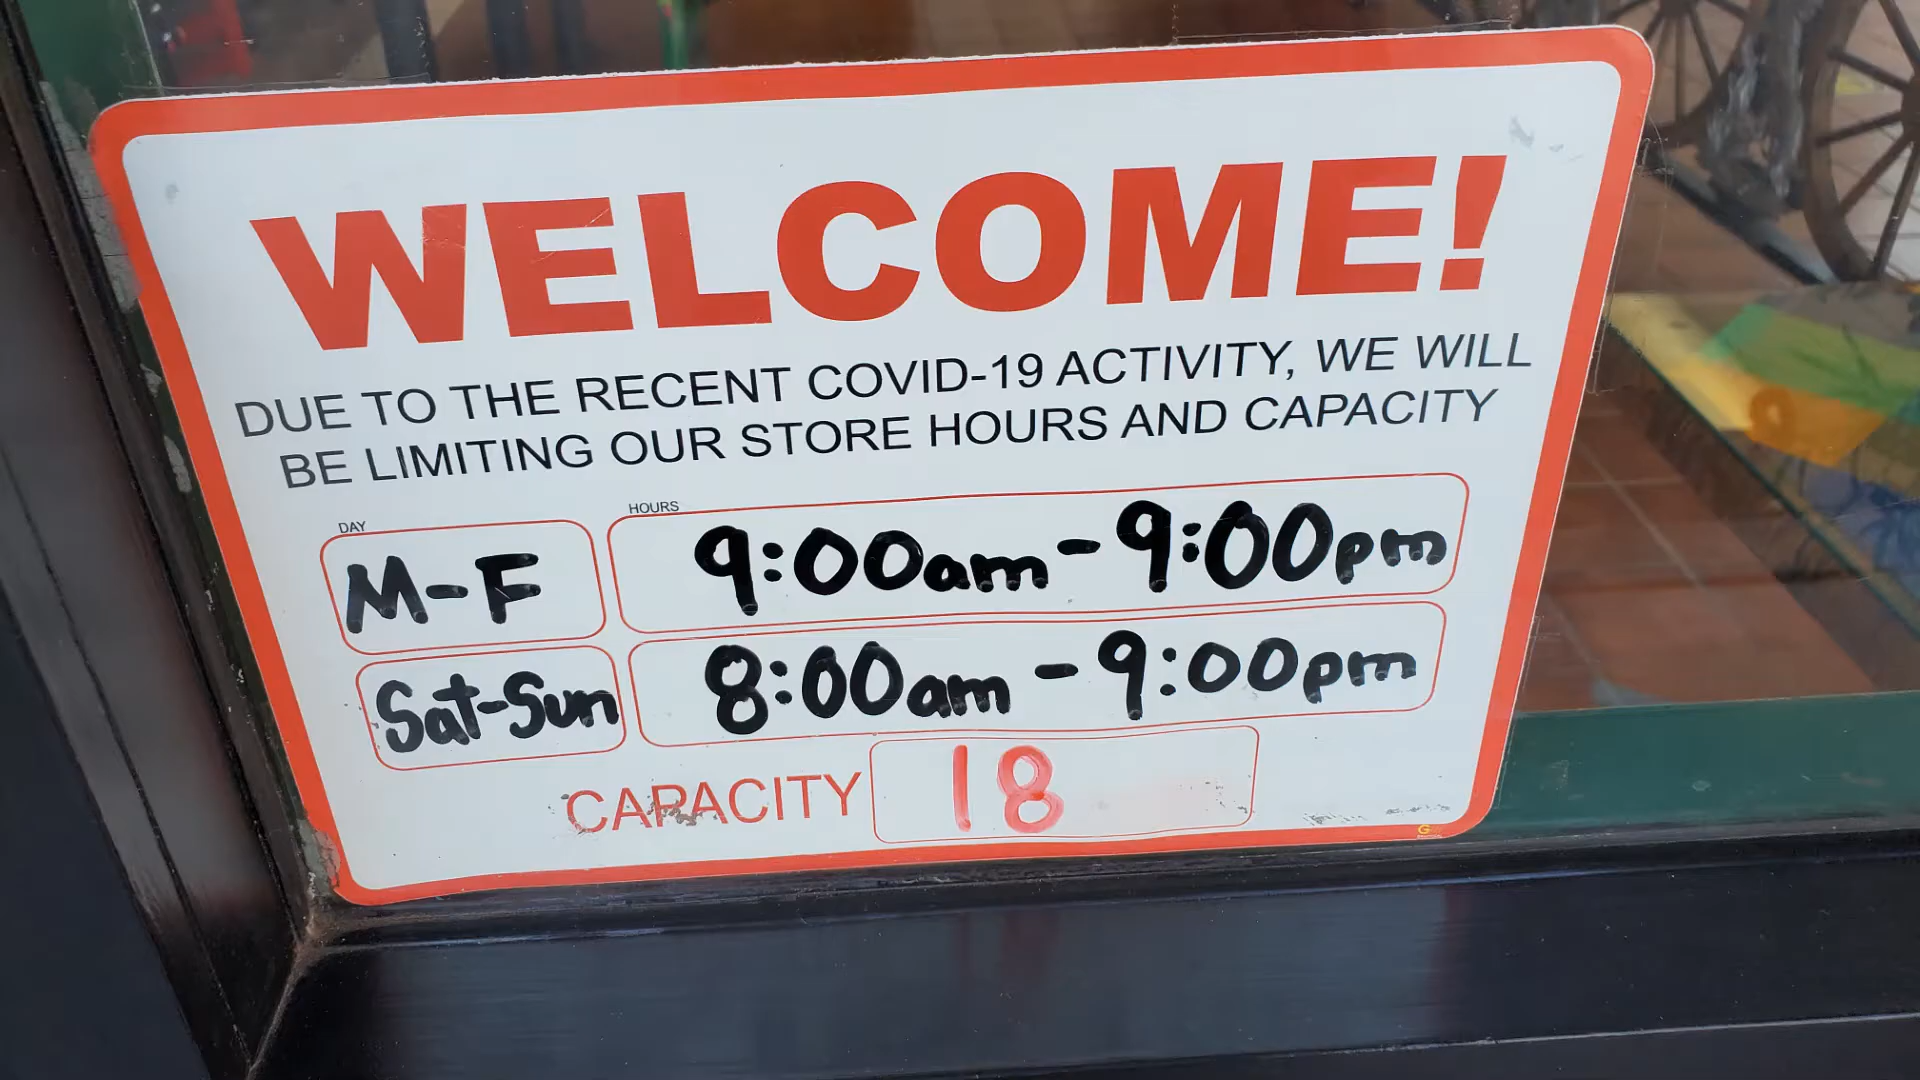 WELCOME!
DUE TO THE RECENT COVID-19 ACTIVITY, WE WILL
BE LIMITING OUR STORE HOURS AND CAPACITY
DAY HOURS
M-F 9:00am-9:00pm
Sat-Sun 8:00am-9:00pm
CAPACITY 18
G